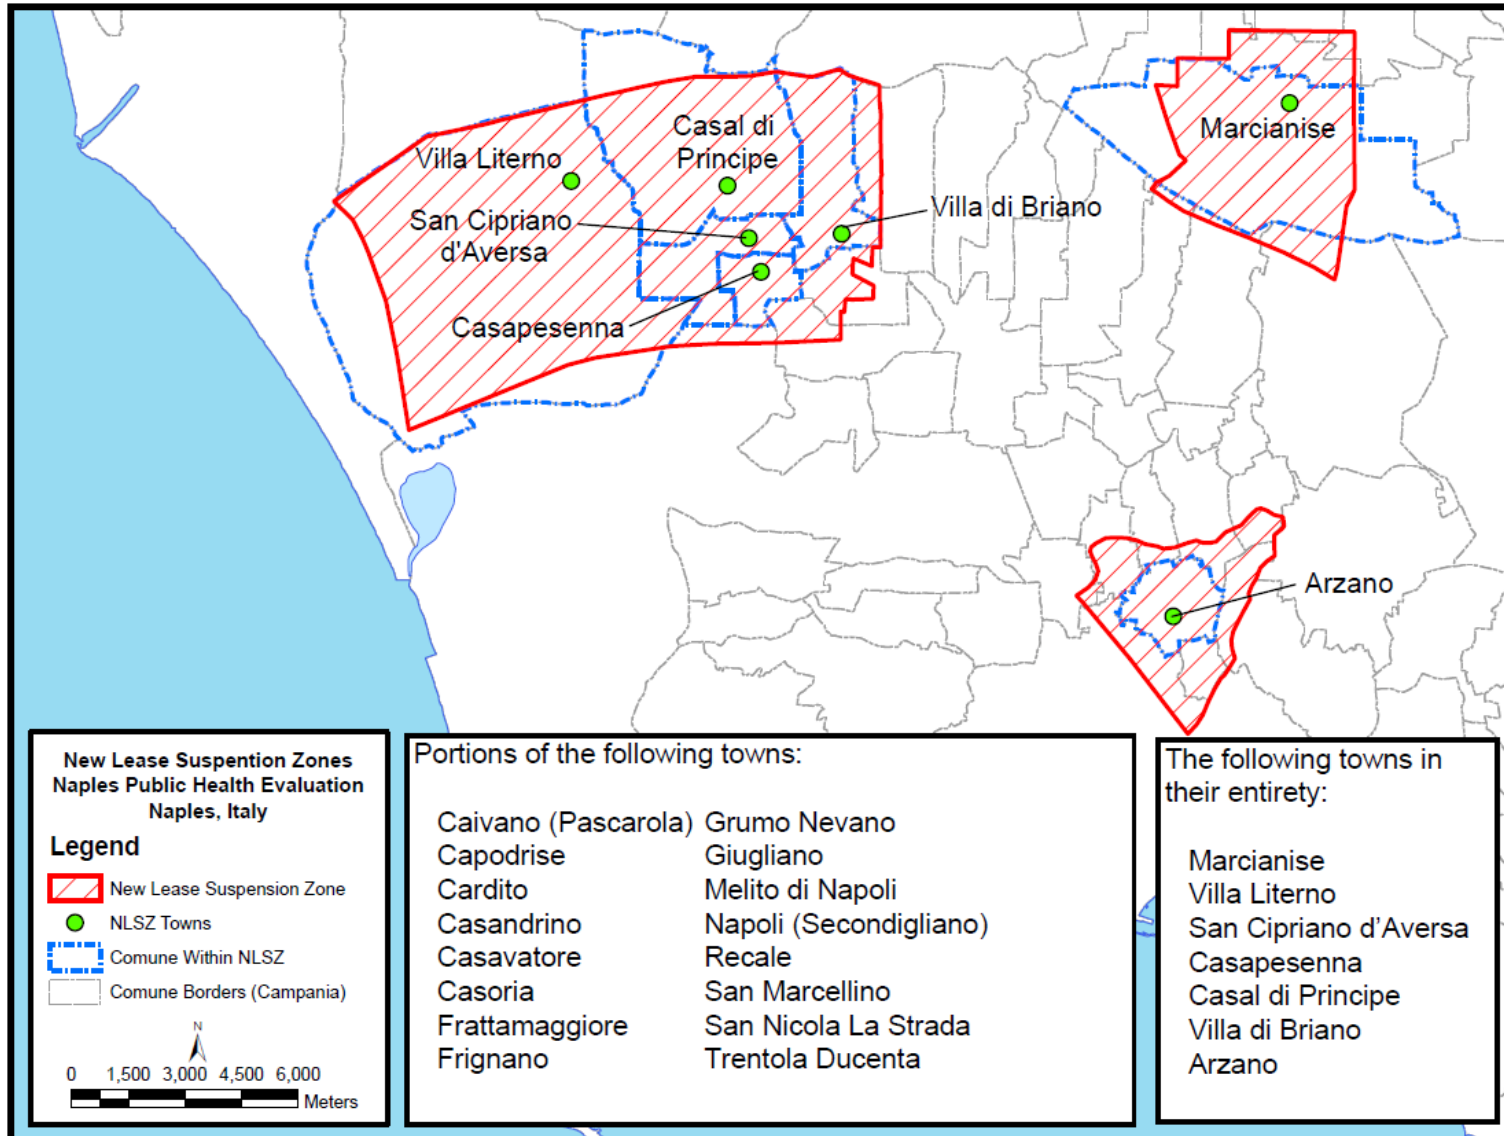 Casal di
Principe
Villa Literno
San Cipriano
d'Aversa
Villa di Briano
Casapesenna
Marcianise
Arzano
New Lease Suspention Zones
Naples Public Health Evaluation
Naples, Italy
Legend
New Lease Suspension Zone
NLSZ Towns
Comune Within NLSZ
Comune Borders (Campania)
N
0 1,500 3,000 4,500 6,000
Meters
Portions of the following towns:
Caivano (Pascarola) Grumo Nevano
Capodrise Giugliano
Cardito Melito di Napoli
Casandrino Napoli (Secondigliano)
Casavatore Recale
Casoria San Marcellino
Frattamaggiore San Nicola La Strada
Frignano Trentola Ducenta
The following towns in
their entirety:
Marcianise
Villa Literno
San Cipriano d'Aversa
Casapesenna
Casal di Principe
Villa di Briano
Arzano